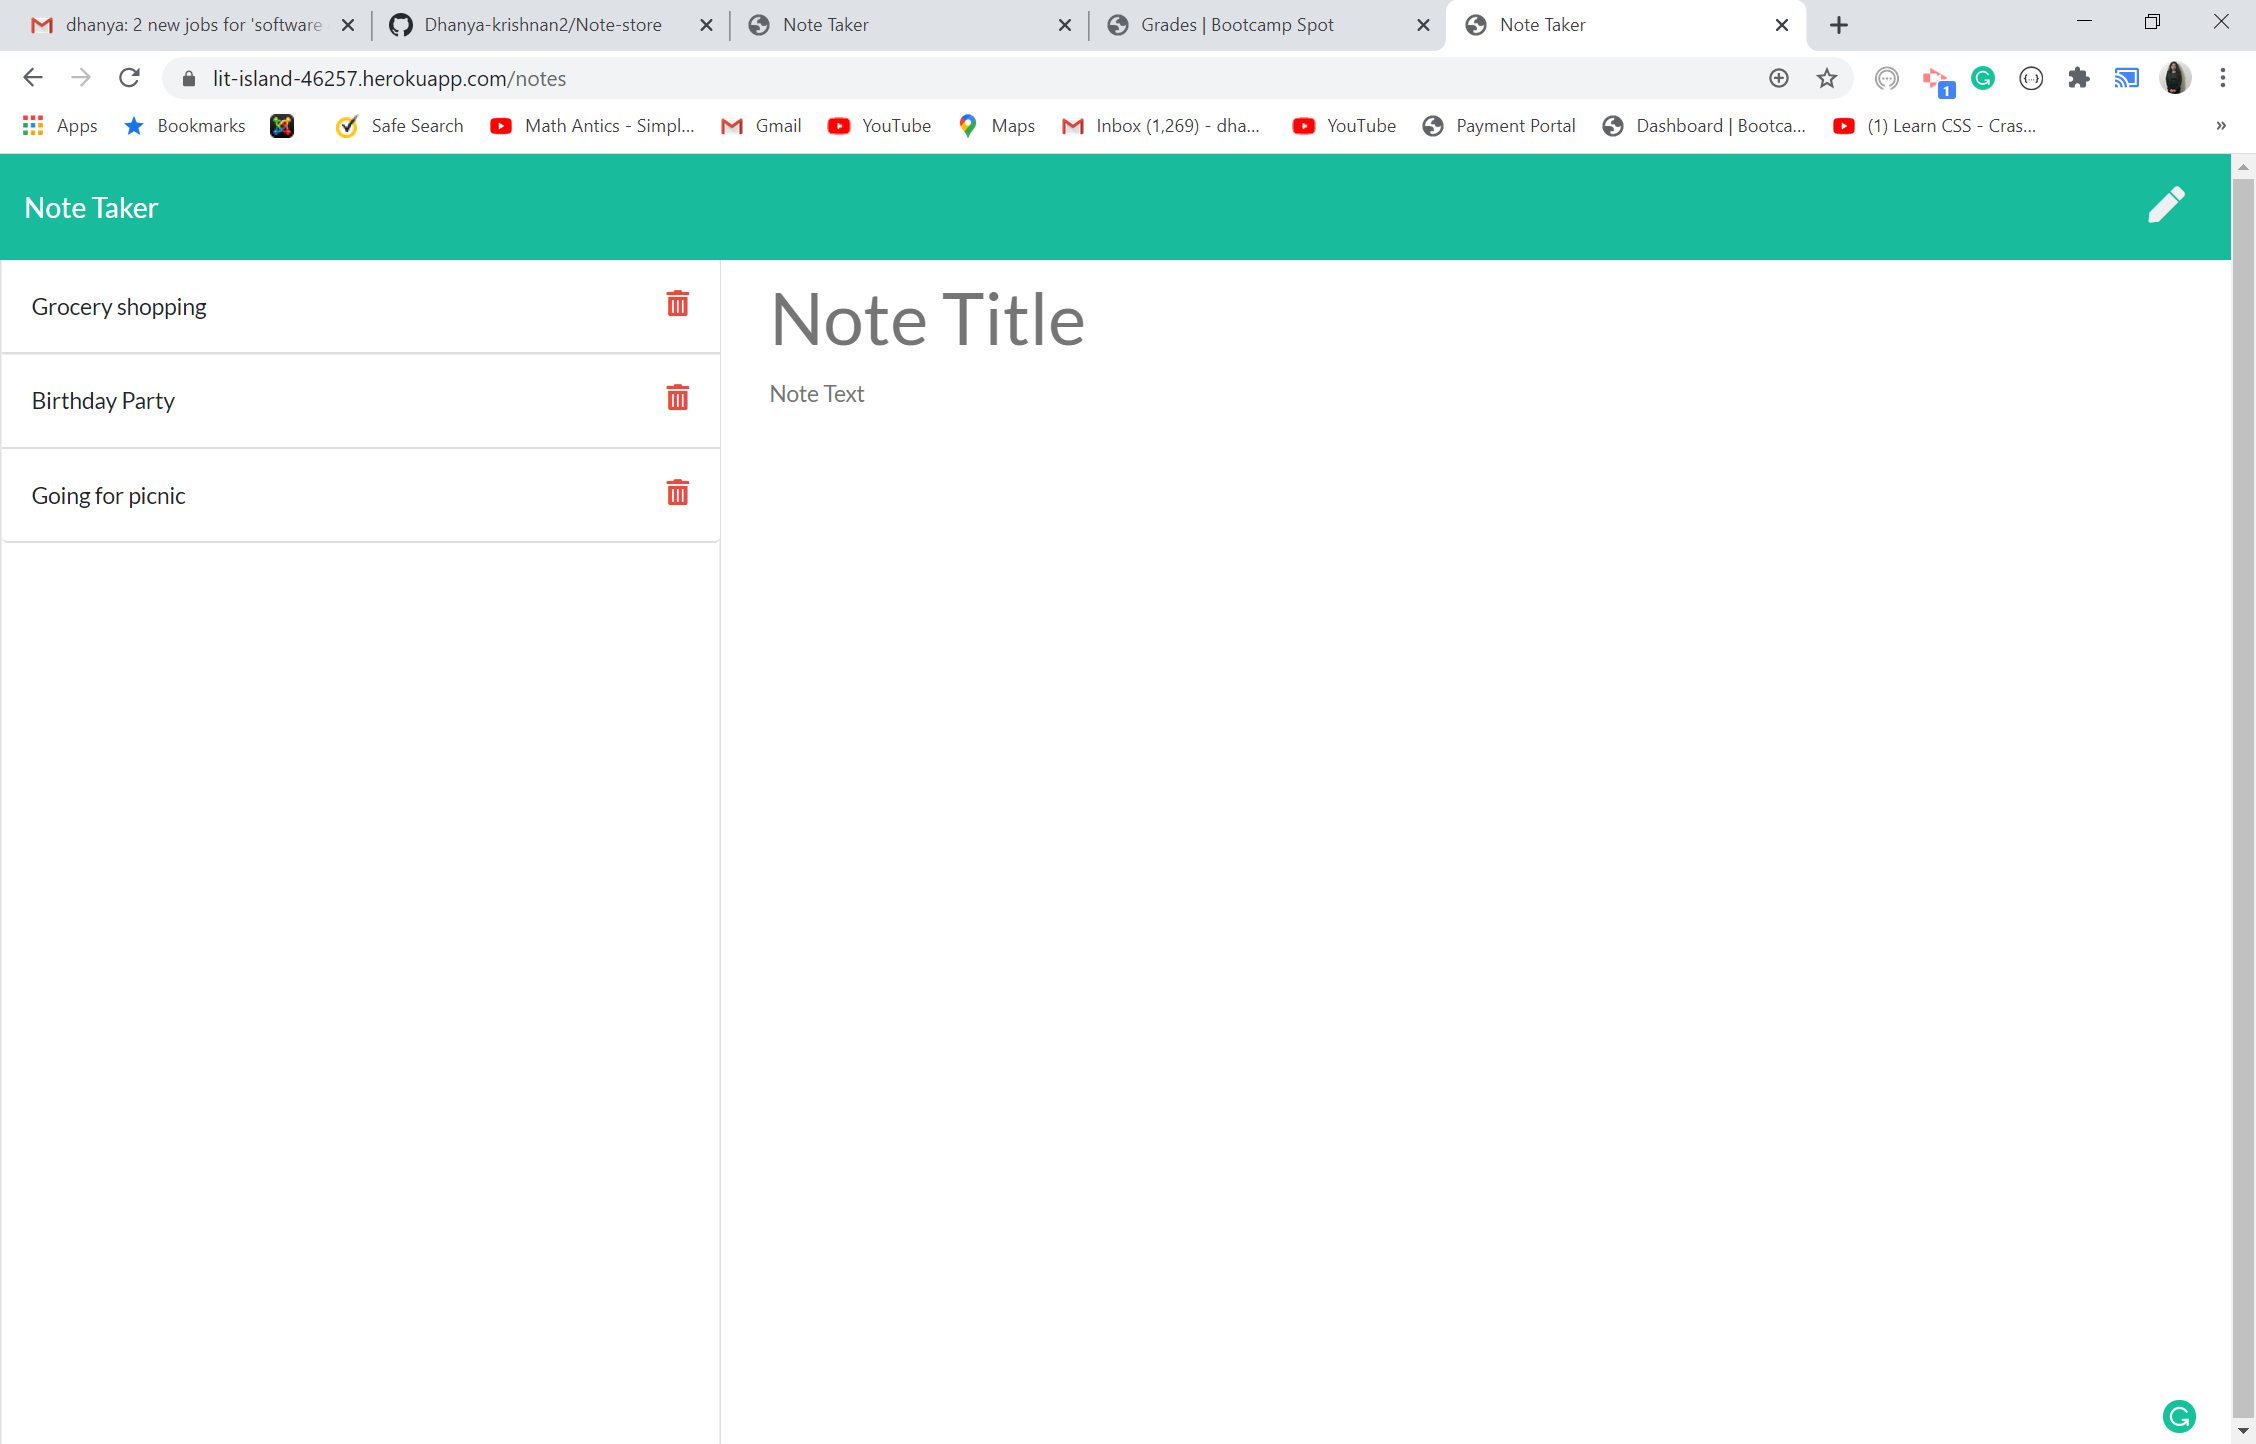 dhanya: 2 new jobs for 'software
Dhanya-krishnan2/Note-store
Note Taker
Grades | Bootcamp Spot
Note Taker
lit-island-46257.herokuapp.com/notes
1
Apps
Bookmarks
Safe Search
Math Antics - Simpl...
Gmail
YouTube
Maps
Inbox (1,269) - dha...
YouTube
Payment Portal
Dashboard | Bootca...
(1) Learn CSS - Cras...
»
Note Taker
Grocery shopping
Birthday Party
Going for picnic
Note Title
Note Text